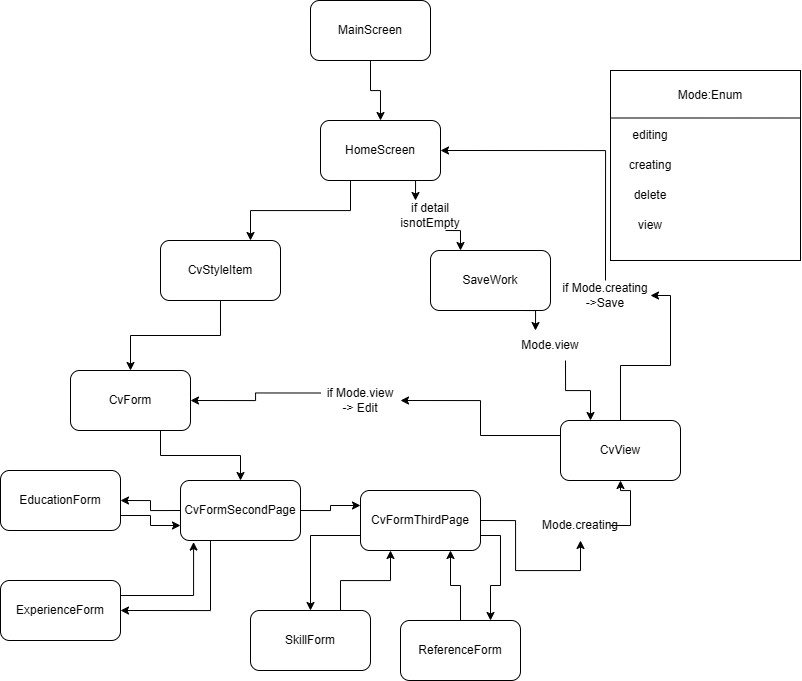 MainScreen
Mode:Enum
editing
creating
delete
view
HomeScreen
if detail
isnotEmpty
CvStyleItem
SaveWork
if Mode.creating
->Save
Mode.view
CvForm
if Mode.view
-> Edit
CvView
EducationForm
CvFormSecondPage
CvFormThirdPage
Mode.creating
ExperienceForm
SkillForm
ReferenceForm